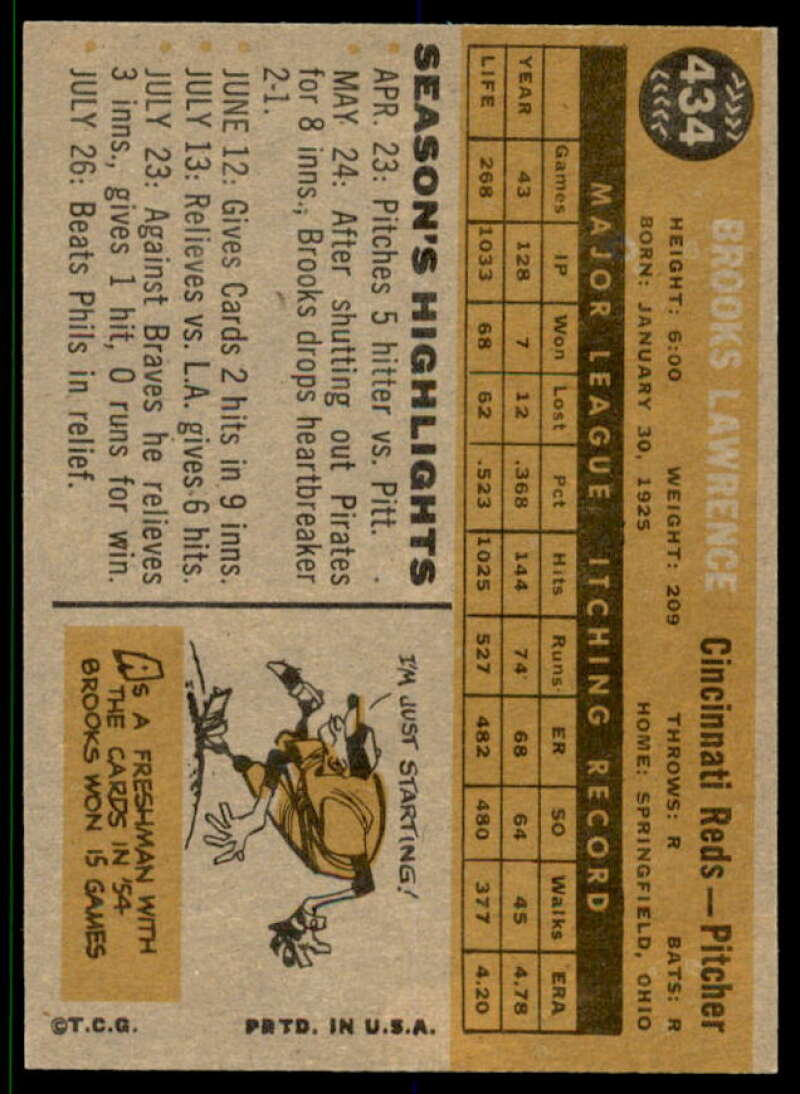 434
BROOKS LAWRENCE Cincinnati Reds — Pitcher
HEIGHT: 6:00 WEIGHT: 209 THROWS: R BATS: R
BORN: JANUARY 30, 1925 HOME: SPRINGFIELD, OHIO
MAJOR LEAGUE ITCHING RECORD
Games IP Won Lost Pct Hits Runs ER SO Walks ERA
YEAR 43 128 7 12 .368 144 74 68 64 45 4.78
LIFE 268 1033 68 62 .523 1025 527 482 480 377 4.20
SEASON'S HIGHLIGHTS
APR. 23: Pitches 5 hitter vs. Pitt.
MAY 24: After shutting out Pirates
for 8 inns., Brooks drops heartbreaker
2-1.
JUNE 12: Gives Cards 2 hits in 9 inns.
JULY 13: Relieves vs. L.A. gives 6 hits.
JULY 23: Against Braves he relieves
3 inns., gives 1 hit, 0 runs for win.
JULY 26: Beats Phils in relief.
I'M JUST STARTING!
AS A FRESHMAN WITH
THE CARDS IN '54
BROOKS WON 15 GAMES
©T.C.G. PRTD. IN U.S.A.